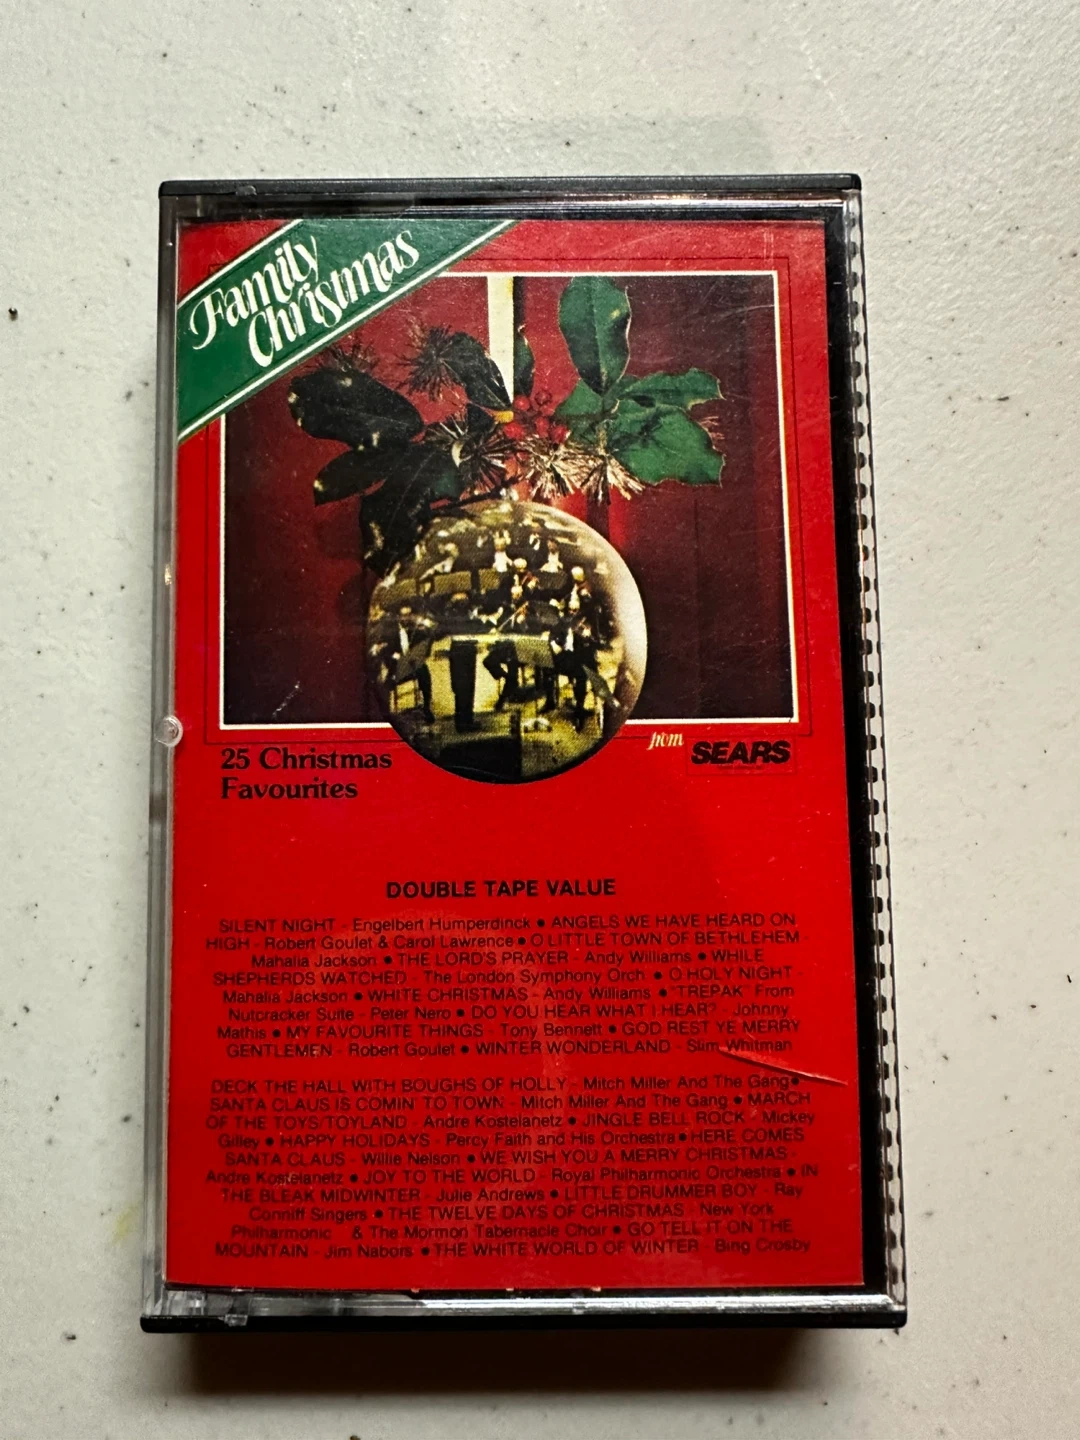 Family
Christmas
25 Christmas
Favourites
from SEARS
DOUBLE TAPE VALUE
SILENT NIGHT - Engelbert Humperdinck ● ANGELS WE HAVE HEARD ON
HIGH - Robert Goulet & Carol Lawrence ● O LITTLE TOWN OF BETHLEHEM -
Mahalia Jackson ● THE LORD'S PRAYER - Andy Williams ● WHILE
SHEPHERDS WATCHED - The London Symphony Orch ● O HOLY NIGHT -
Mahalia Jackson ● WHITE CHRISTMAS - Andy Williams ● "TREPAK" From
Nutcracker Suite - Peter Nero ● DO YOU HEAR WHAT I HEAR? - Johnny
Mathis ● MY FAVOURITE THINGS - Tony Bennett ● GOD REST YE MERRY
GENTLEMEN - Robert Goulet ● WINTER WONDERLAND - Slim Whitman
DECK THE HALL WITH BOUGHS OF HOLLY - Mitch Miller And The Gang ●
SANTA CLAUS IS COMIN' TO TOWN - Mitch Miller And The Gang ● MARCH
OF THE TOYS/TOYLAND - Andre Kostelanetz ● JINGLE BELL ROCK - Mickey
Gilley ● HAPPY HOLIDAYS - Percy Faith and His Orchestra ● HERE COMES
SANTA CLAUS - Willie Nelson ● WE WISH YOU A MERRY CHRISTMAS -
Andre Kostelanetz ● JOY TO THE WORLD - Royal Philharmonic Orchestra ● IN
THE BLEAK MIDWINTER - Julie Andrews ● LITTLE DRUMMER BOY - Ray
Conniff Singers ● THE TWELVE DAYS OF CHRISTMAS - New York
Philharmonic & The Mormon Tabernacle Choir ● GO TELL IT ON THE
MOUNTAIN - Jim Nabors ● THE WHITE WORLD OF WINTER - Bing Crosby